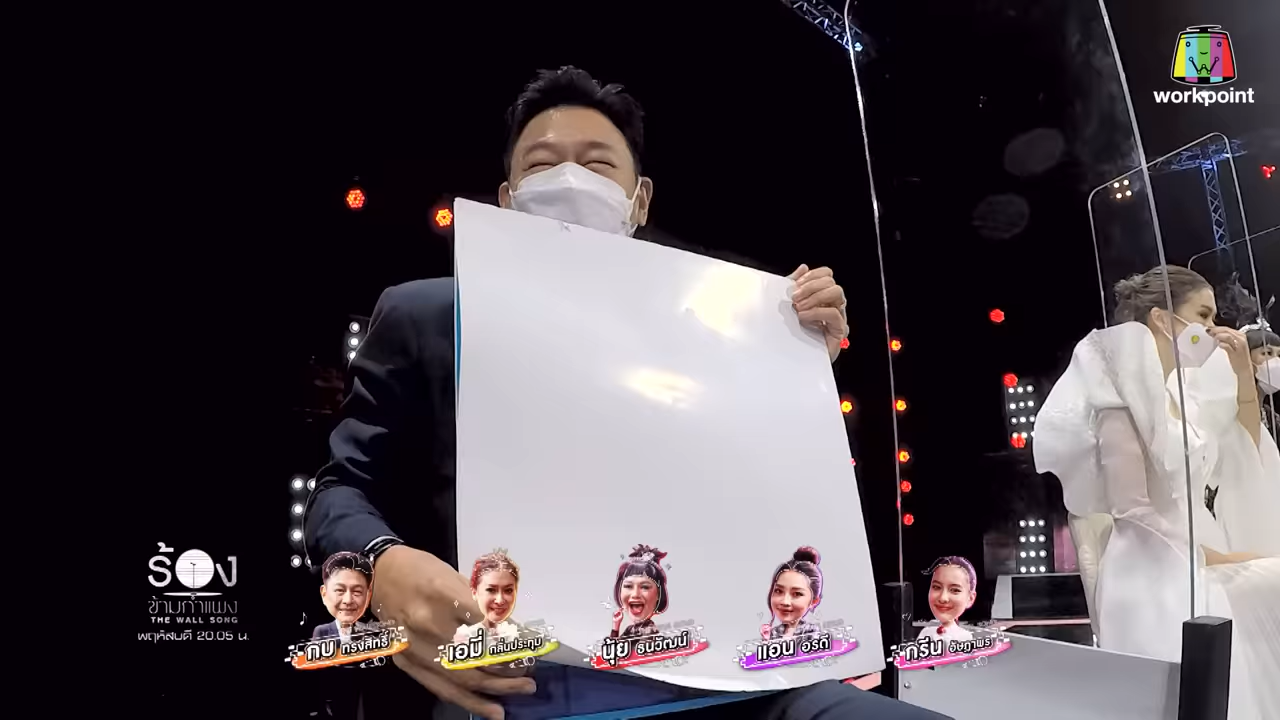 workpoint
ร้อง
ข้ามกำแพง
THE WALL SONG
พฤหัสบดี 20.05 น.
กบ ทรงสิทธิ์
เอมี่ กลิ่นประทุม
นุ้ย ธนวัฒน์
แอน อรดี
กรีน อัษฎาพร